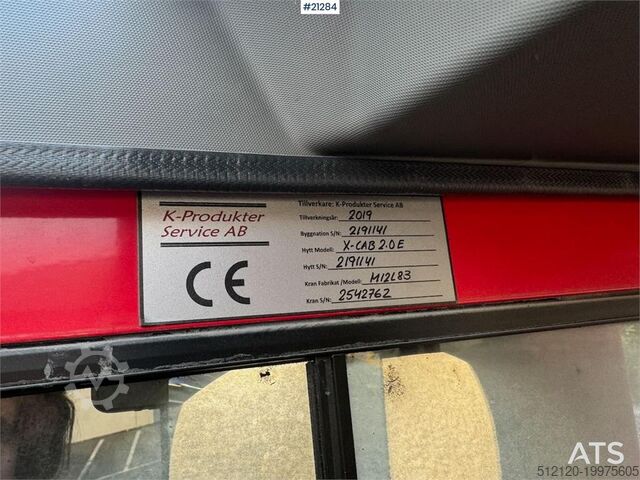 #21284
K-Produkter
Service AB
CE
Tillverkare: K-Produkter Service AB
Tillverkningsår: 2019
Byggnation S/N: 2191141
Hytt Modell: X-CAB 2.0E
Hytt S/N: 2191141
Kran Fabrikat /Modell: M12L83
Kran S/N: 2542762
ATS
512120-19975605